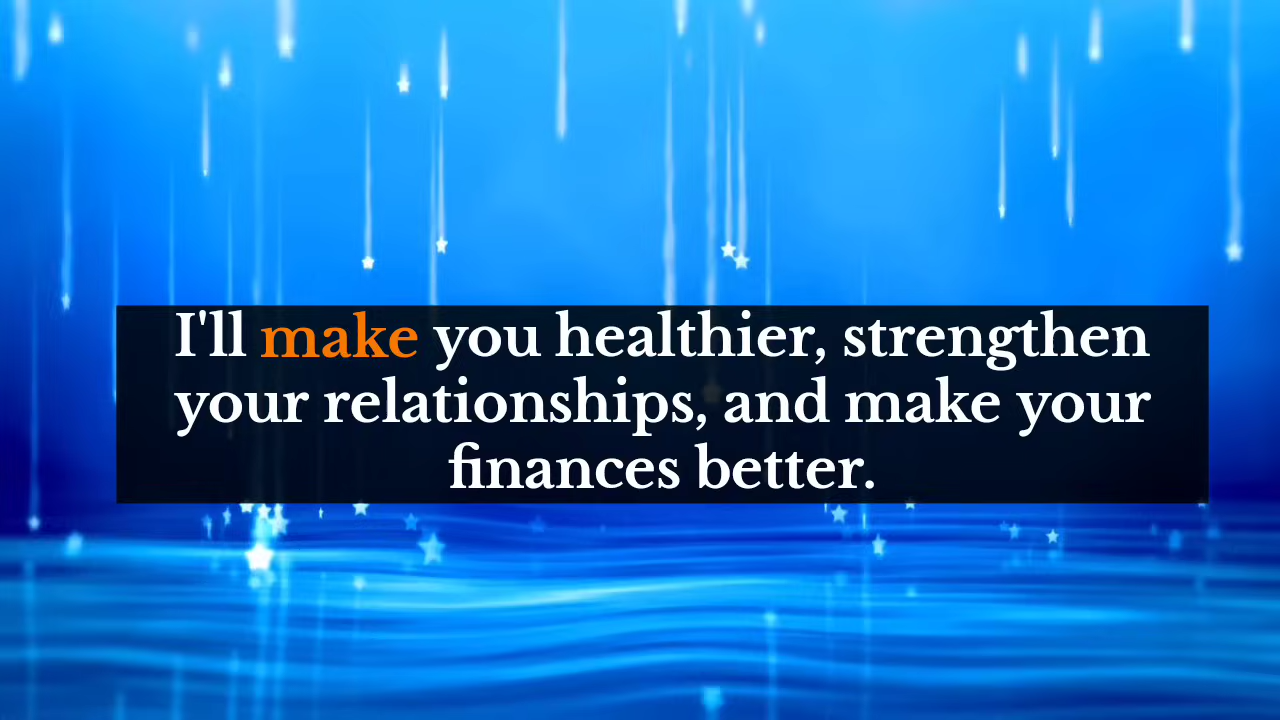 I'll make you healthier, strengthen
your relationships, and make your
finances better.